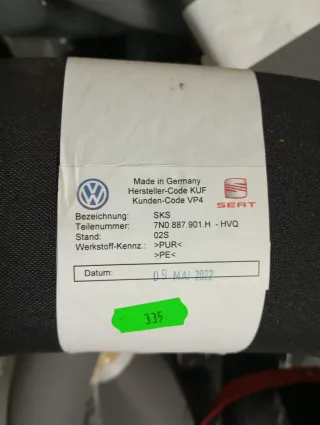 Made in Germany
Hersteller-Code KUF
Kunden-Code VP4
SEAT
Bezeichnung: SKS
Teilenummer: 7N0.887.901.H - HVQ
Stand: 02S
Werkstoff-Kennz.: >PUR<
>PE<
Datum: 09 MAI 2022
335